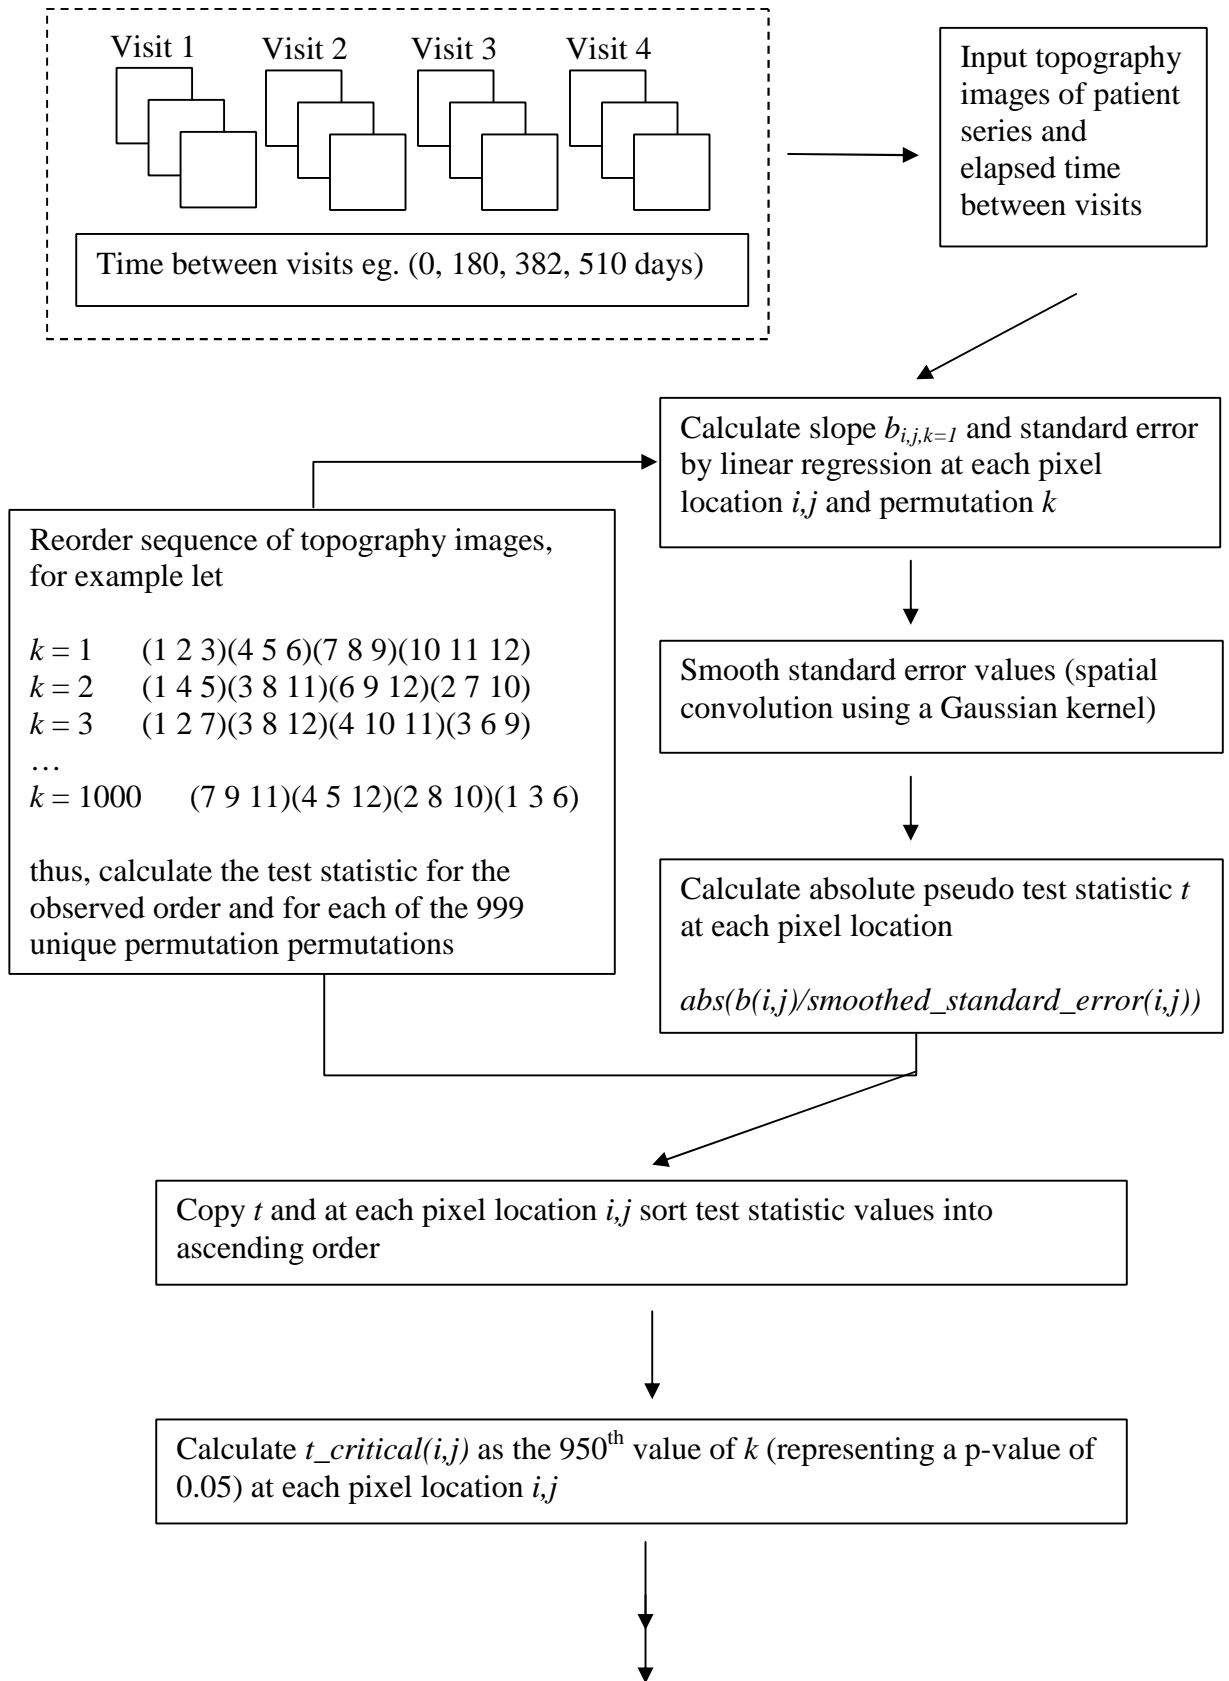 Visit 1 Visit 2 Visit 3 Visit 4
Time between visits eg. (0, 180, 382, 510 days)
Input topography
images of patient
series and
elapsed time
between visits
Calculate slope b_{i,j,k=1} and standard error
by linear regression at each pixel
location i,j and permutation k
Reorder sequence of topography images,
for example let
k = 1 (1 2 3)(4 5 6)(7 8 9)(10 11 12)
k = 2 (1 4 5)(3 8 11)(6 9 12)(2 7 10)
k = 3 (1 2 7)(3 8 12)(4 10 11)(3 6 9)
…
k = 1000 (7 9 11)(4 5 12)(2 8 10)(1 3 6)
thus, calculate the test statistic for the
observed order and for each of the 999
unique permutation permutations
Smooth standard error values (spatial
convolution using a Gaussian kernel)
Calculate absolute pseudo test statistic t
at each pixel location
abs(b(i,j)/smoothed_standard_error(i,j))
Copy t and at each pixel location i,j sort test statistic values into
ascending order
Calculate t_critical(i,j) as the 950th value of k (representing a p-value of
0.05) at each pixel location i,j